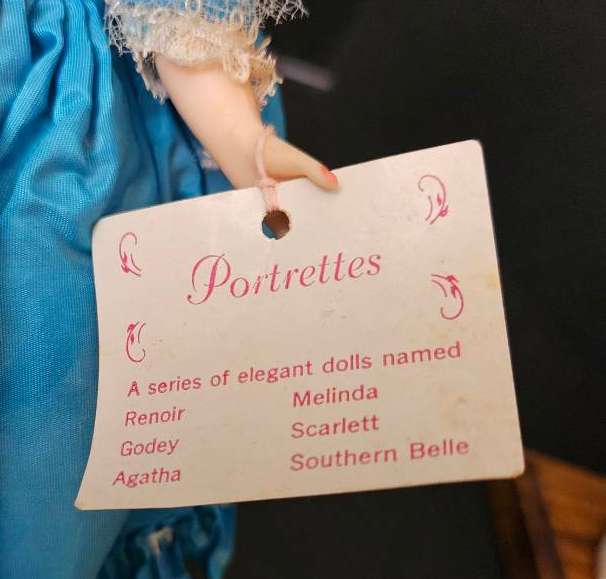 Portrettes
A series of elegant dolls named
Renoir Melinda
Godey Scarlett
Agatha Southern Belle